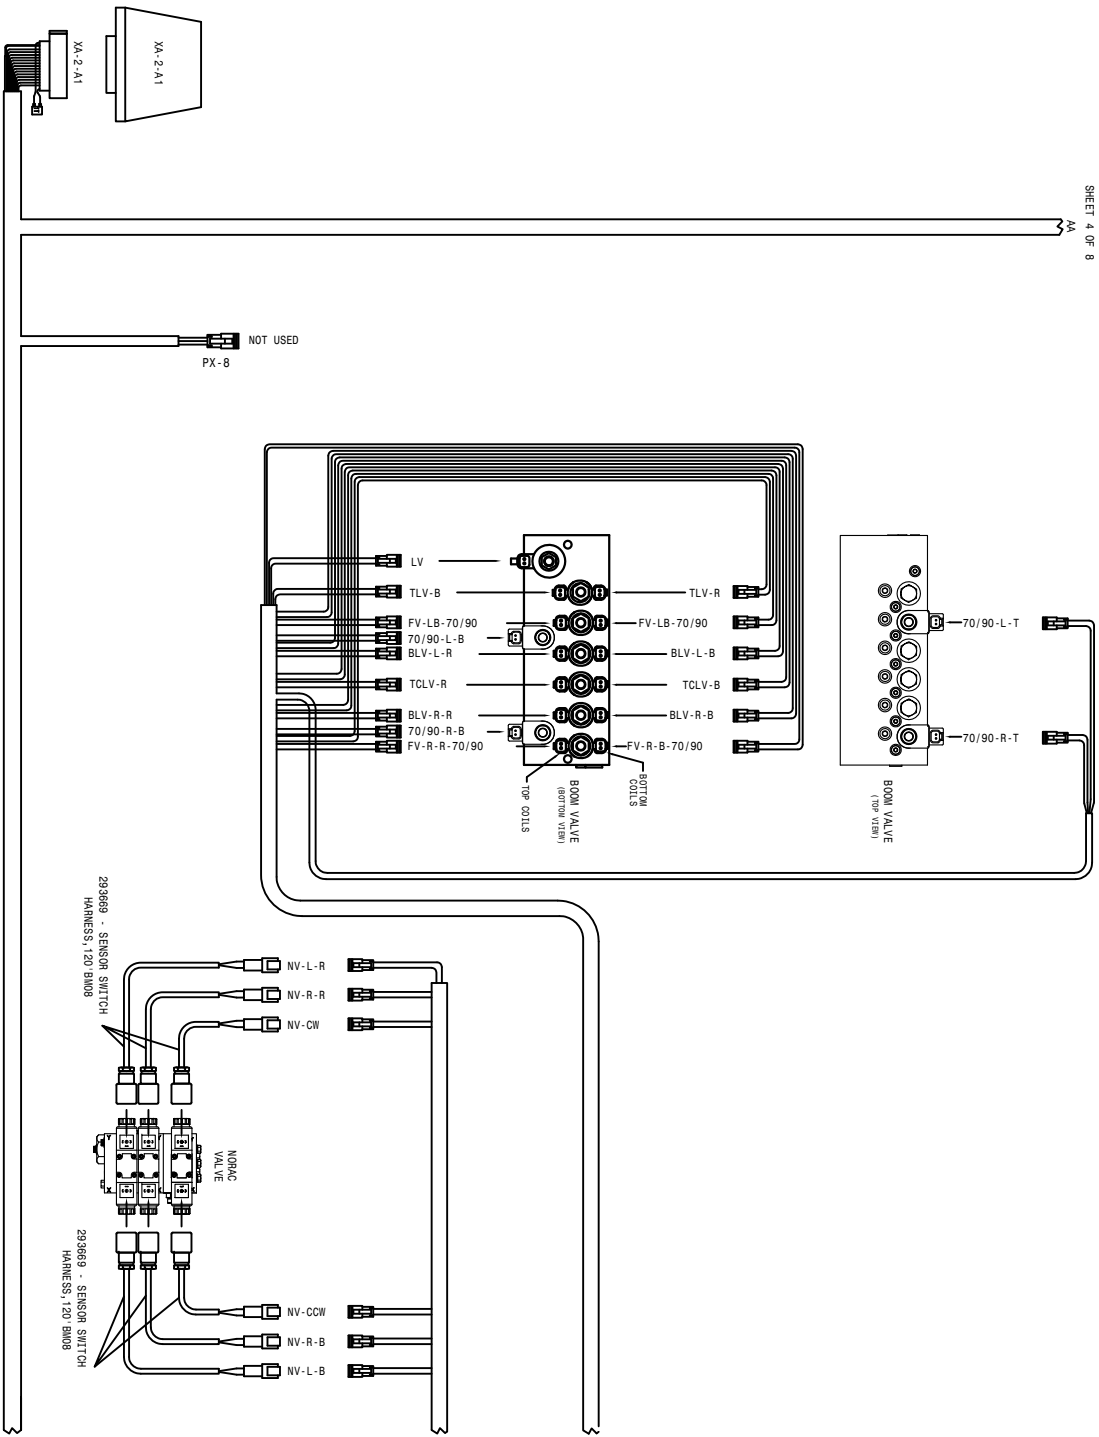 SHEET 4 OF 8
AA
XA-2-A1
XA-2-A1
NOT USED
PX-8
LV
TLV-B
FV-LB-70/90
70/90-L-B
BLV-L-R
TCLV-R
BLV-R-R
70/90-R-B
FV-R-R-70/90
TLV-R
FV-LB-70/90
BLV-L-B
TCLV-B
BLV-R-B
FV-R-B-70/90
TOP COILS
BOTTOM
COILS
BOOM VALVE
(BOTTOM VIEW)
70/90-L-T
70/90-R-T
BOOM VALVE
(TOP VIEW)
293669 - SENSOR SWITCH
HARNESS,120'BM08
NV-L-R
NV-R-R
NV-CW
NORAC
VALVE
293669 - SENSOR SWITCH
HARNESS,120'BM08
NV-CCW
NV-R-B
NV-L-B